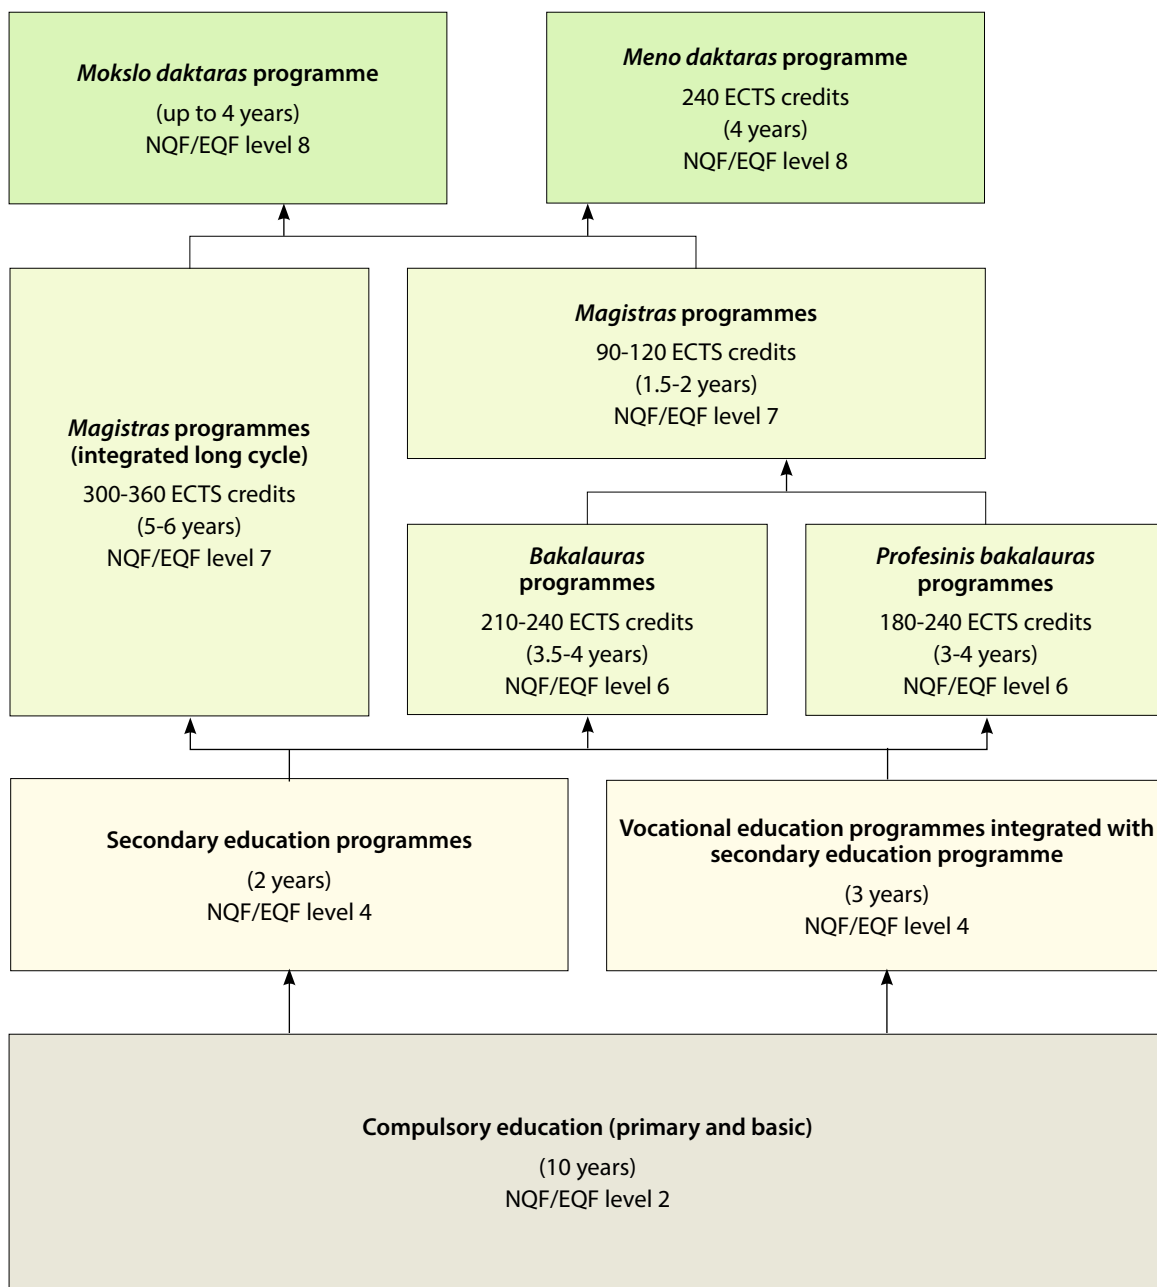 Mokslo daktaras programme
(up to 4 years)
NQF/EQF level 8
Meno daktaras programme
240 ECTS credits
(4 years)
NQF/EQF level 8
Magistras programmes
(integrated long cycle)
300-360 ECTS credits
(5-6 years)
NQF/EQF level 7
Magistras programmes
90-120 ECTS credits
(1.5-2 years)
NQF/EQF level 7
Bakalauras
programmes
210-240 ECTS credits
(3.5-4 years)
NQF/EQF level 6
Profesinis bakalauras
programmes
180-240 ECTS credits
(3-4 years)
NQF/EQF level 6
Secondary education programmes
(2 years)
NQF/EQF level 4
Vocational education programmes integrated with
secondary education programme
(3 years)
NQF/EQF level 4
Compulsory education (primary and basic)
(10 years)
NQF/EQF level 2